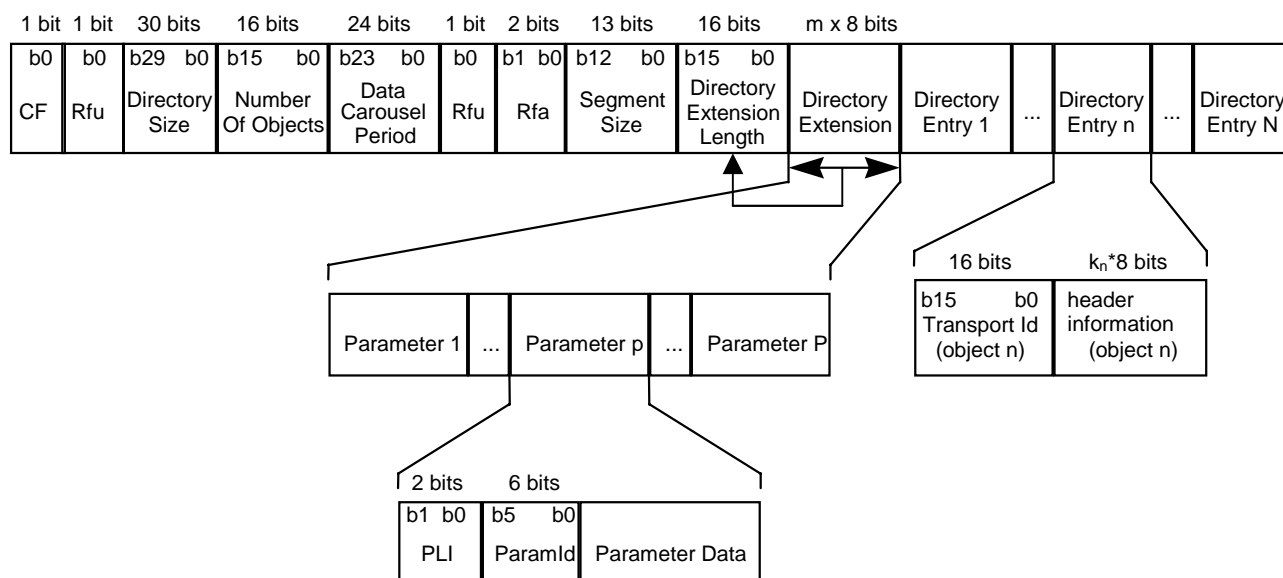 1 bit 1 bit 30 bits 16 bits 24 bits 1 bit 2 bits 13 bits 16 bits m x 8 bits
b0 b0 b29 b0 b15 b0 b23 b0 b0 b1 b0 b12 b0 b15 b0
CF
Rfu
Directory
Size
Number
Of Objects
Data
Carousel
Period
Rfu
Rfa
Segment
Size
Directory
Extension
Length
Directory
Extension
Directory
Entry 1
...
Directory
Entry n
...
Directory
Entry N
16 bits kn*8 bits
b15 b0
Transport Id
(object n)
header
information
(object n)
Parameter 1 ... Parameter p ... Parameter P
2 bits 6 bits
b1 b0 b5 b0
PLI ParamId Parameter Data